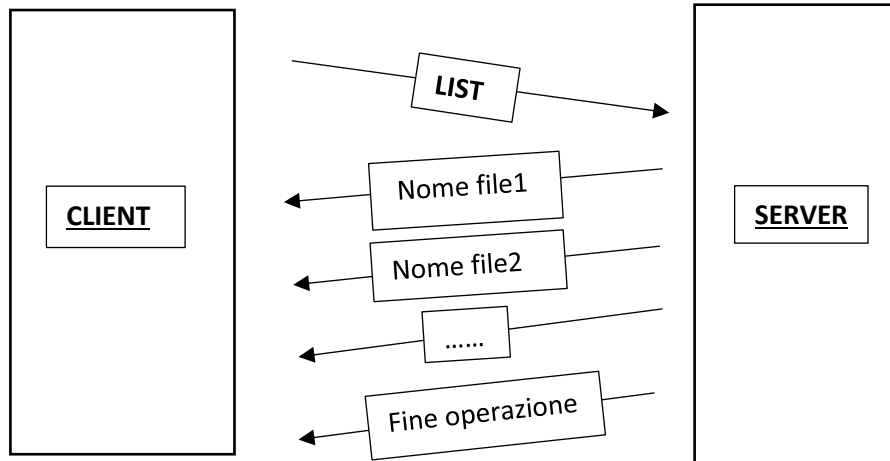 LIST
Nome file1
CLIENT
SERVER
Nome file2
......
Fine operazione